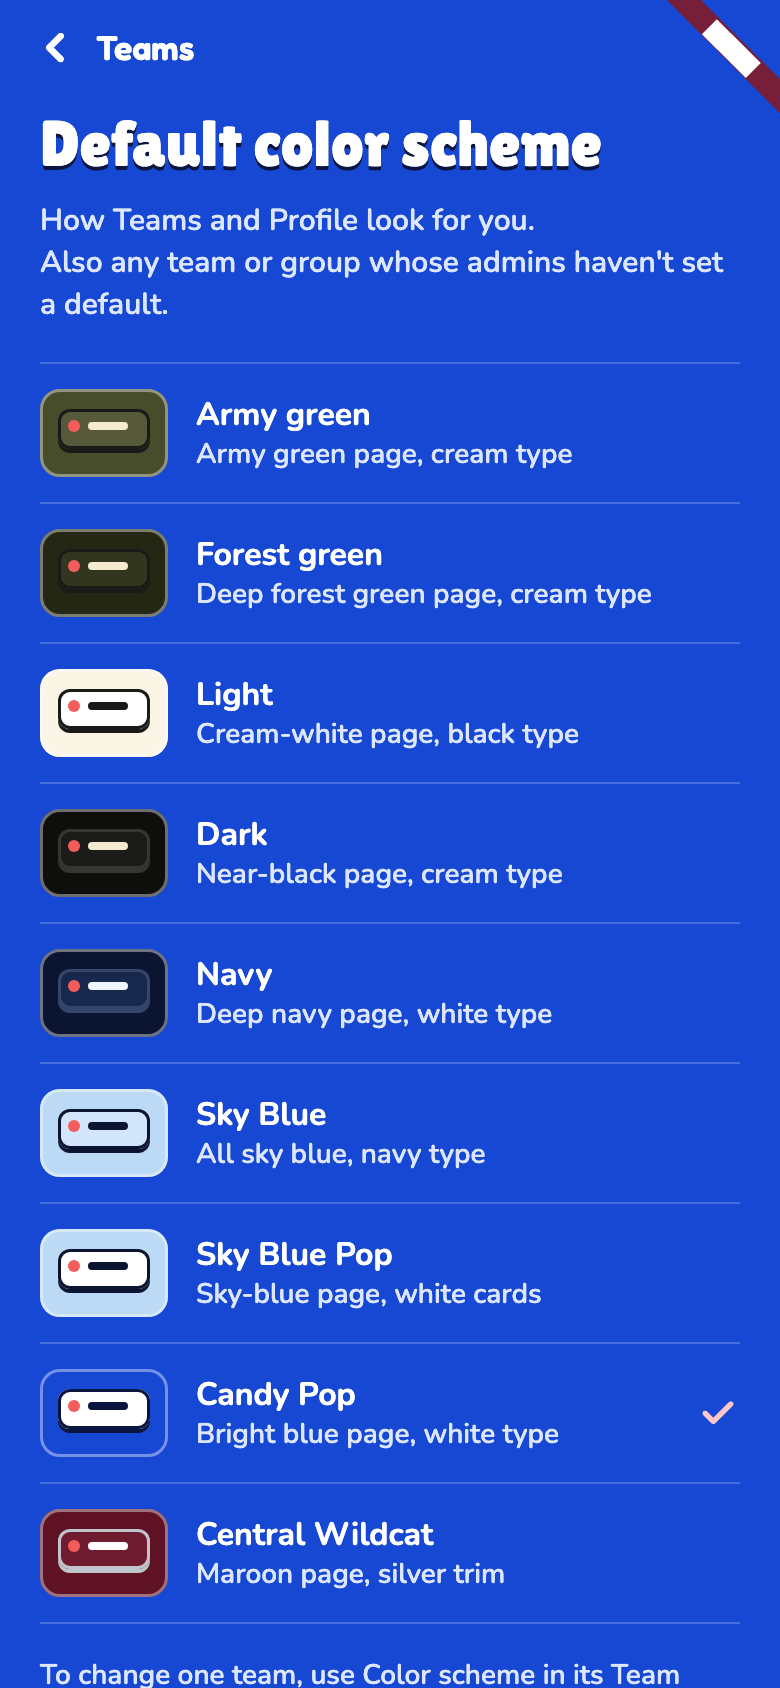 Teams
Default color scheme
How Teams and Profile look for you.
Also any team or group whose admins haven't set
a default.
Army green
Army green page, cream type
Forest green
Deep forest green page, cream type
Light
Cream-white page, black type
Dark
Near-black page, cream type
Navy
Deep navy page, white type
Sky Blue
All sky blue, navy type
Sky Blue Pop
Sky-blue page, white cards
Candy Pop
Bright blue page, white type
Central Wildcat
Maroon page, silver trim
To change one team, use Color scheme in its Team